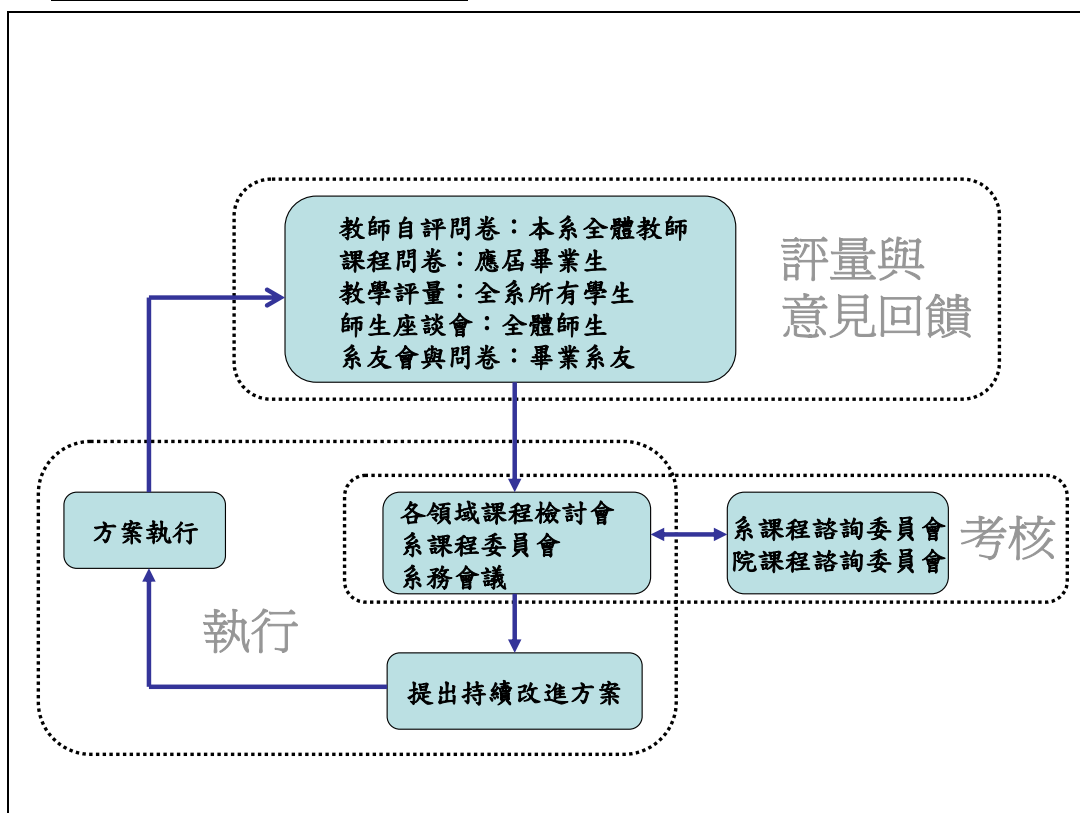 教師自評問卷：本系全體教師
課程問卷：應屆畢業生
教學評量：全系所有學生
師生座談會：全體師生
系友會與問卷：畢業系友
評量與
意見回饋
方案執行
各領域課程檢討會
系課程委員會
系務會議
系課程諮詢委員會
院課程諮詢委員會
考核
執行
提出持續改進方案